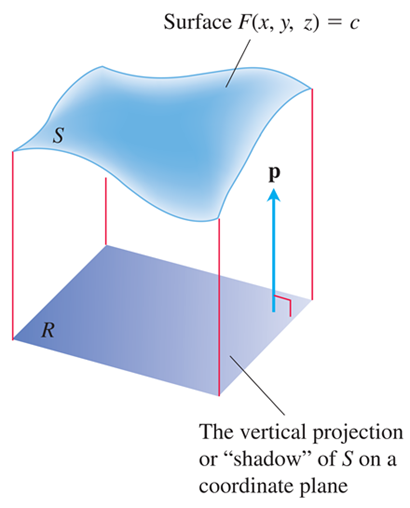 Surface F(x, y, z) = c
S
p
R
The vertical projection
or “shadow” of S on a
coordinate plane